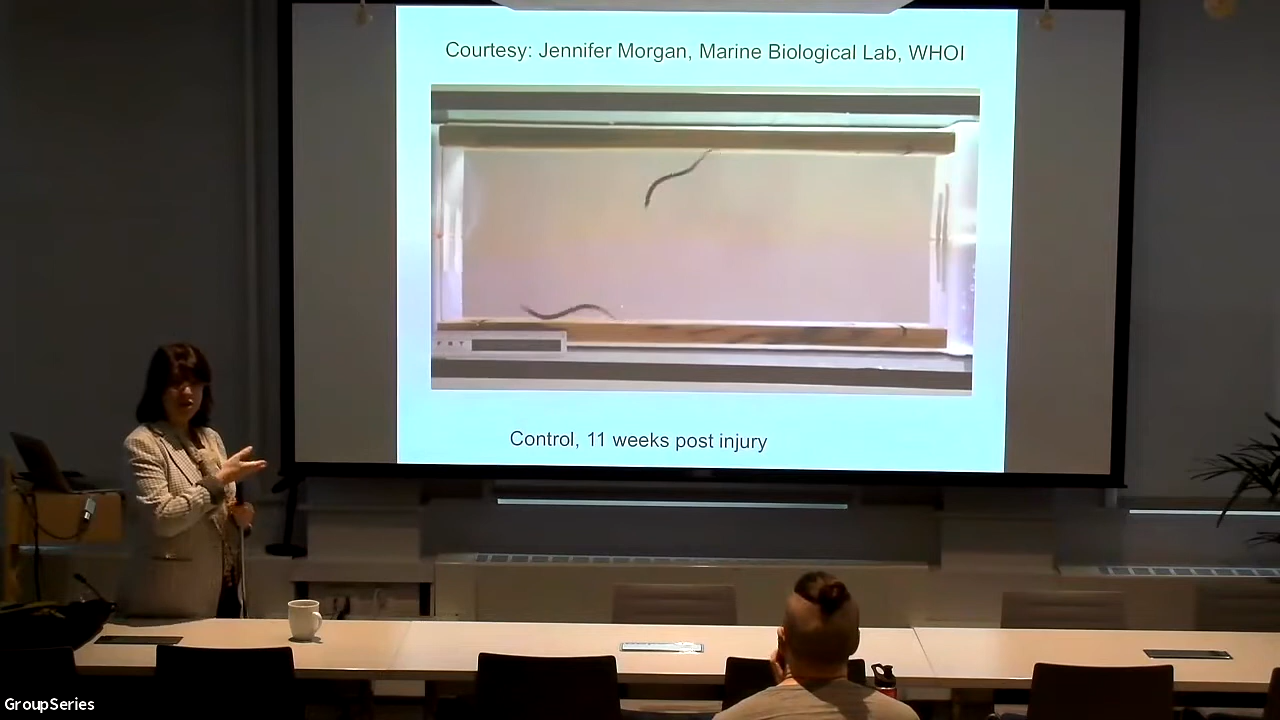 Courtesy: Jennifer Morgan, Marine Biological Lab, WHOI
Control, 11 weeks post injury
GroupSeries